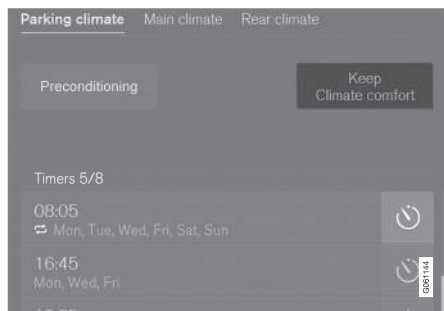 Parking climate Main climate Rear climate
Preconditioning
Keep
Climate comfort
Timers 5/8
08:05
Mon, Tue, Wed, Fri, Sat, Sun
16:45
Mon, Wed, Fri
G061144